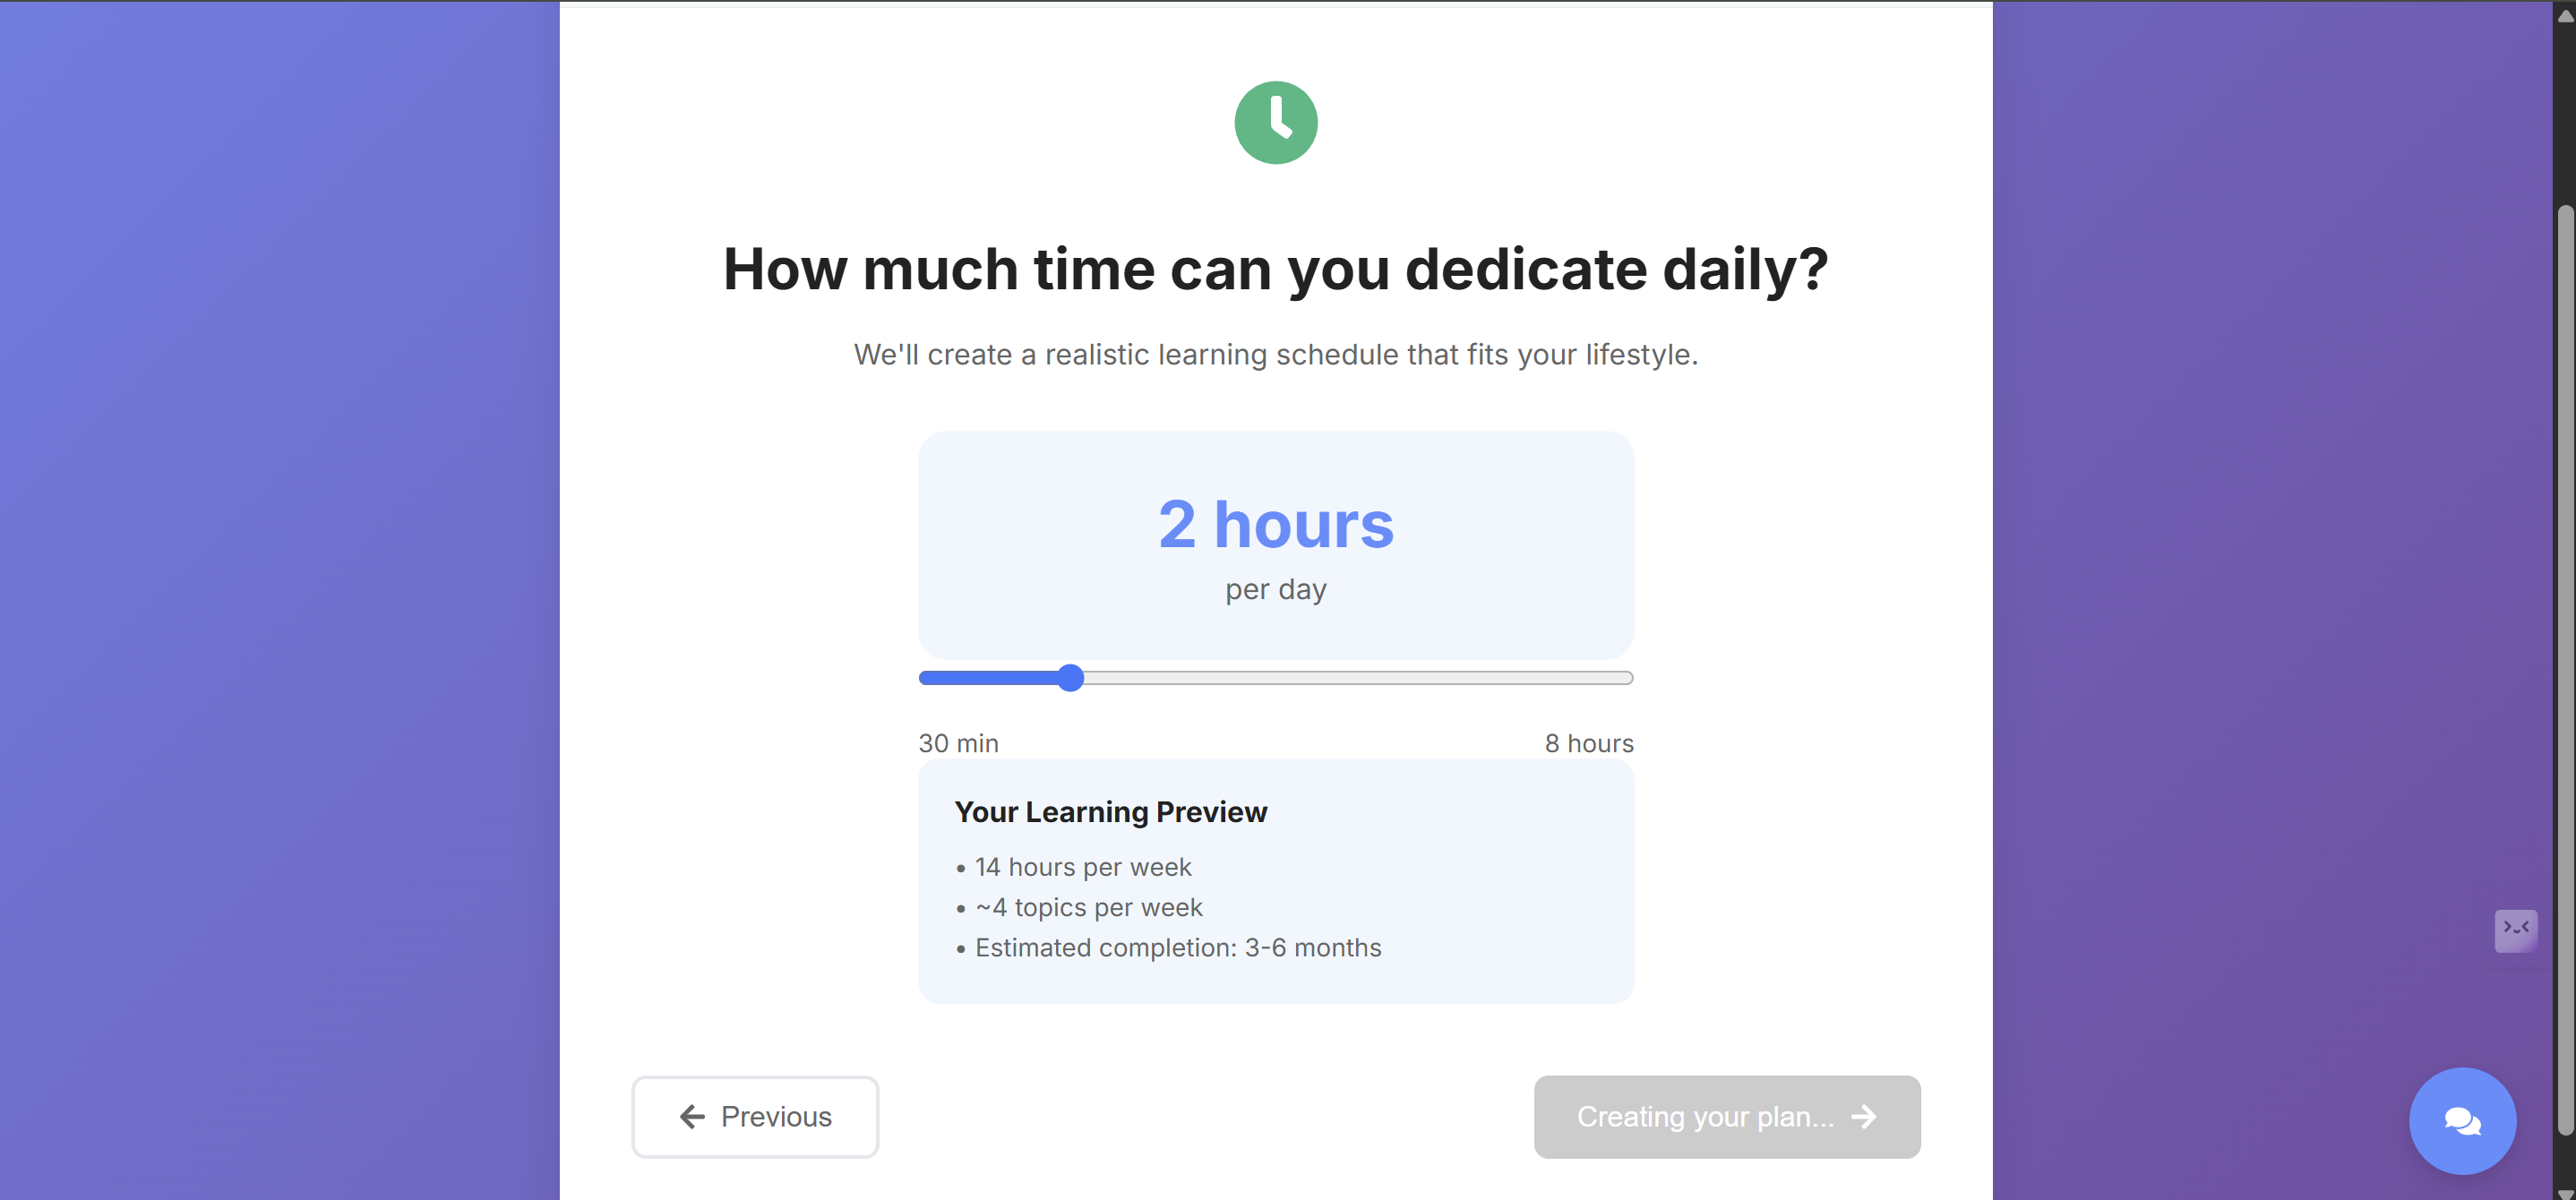 How much time can you dedicate daily?
We'll create a realistic learning schedule that fits your lifestyle.
2 hours
per day
30 min
8 hours
Your Learning Preview
• 14 hours per week
• ~4 topics per week
• Estimated completion: 3-6 months
Previous
Creating your plan...